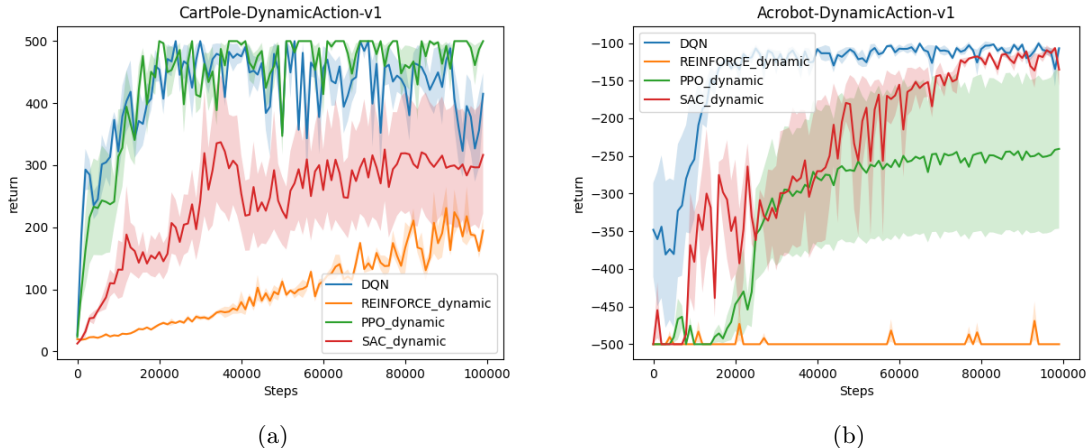 CartPole-DynamicAction-v1
500
400
300
200
100
0
return
0
20000
40000
60000
80000
100000
Steps
DQN
REINFORCE_dynamic
PPO_dynamic
SAC_dynamic
(a)
Acrobot-DynamicAction-v1
−100
−150
−200
−250
−300
−350
−400
−450
−500
return
0
20000
40000
60000
80000
100000
Steps
DQN
REINFORCE_dynamic
PPO_dynamic
SAC_dynamic
(b)